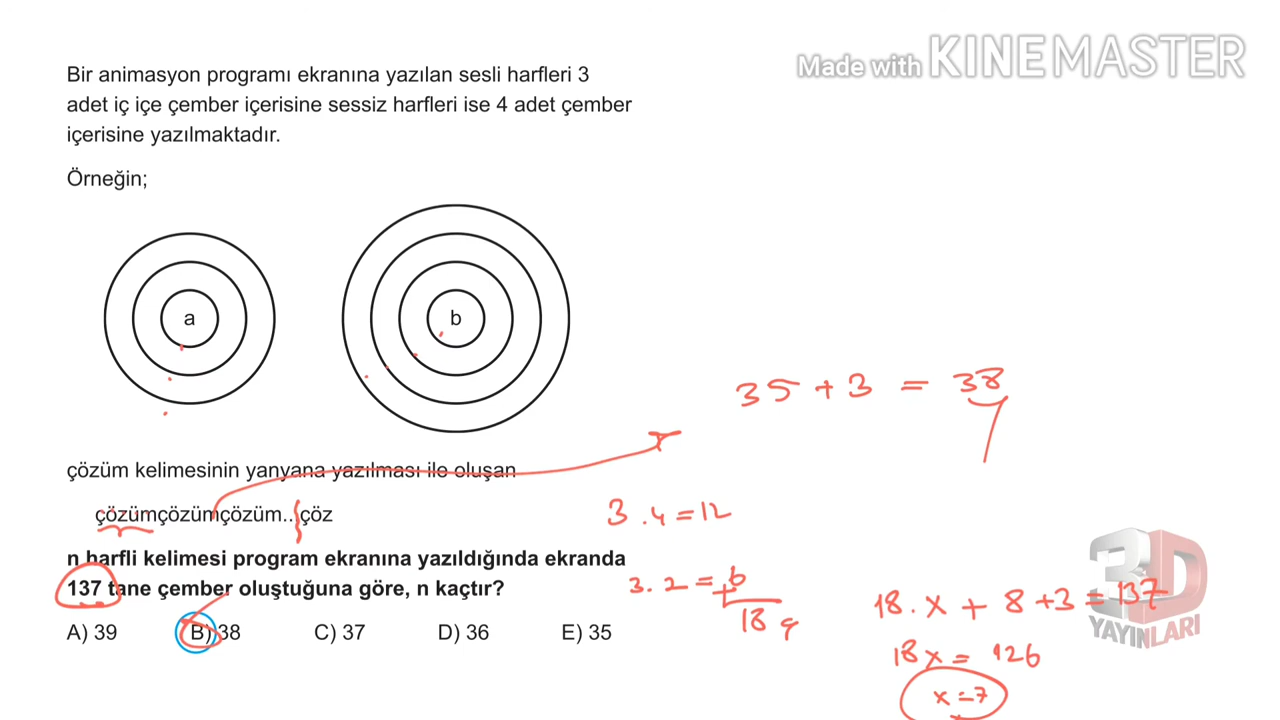 Made with KINEMASTER
Bir animasyon programı ekranına yazılan sesli harfleri 3
adet iç içe çember içerisine sessiz harfleri ise 4 adet çember
içerisine yazılmaktadır.
Örneğin;
a
b
35 + 3 = 38
çözüm kelimesinin yanyana yazılması ile oluşan
çözümçözümçözüm...çöz
3 . 4 = 12
n harfli kelimesi program ekranına yazıldığında ekranda
137 tane çember oluştuğuna göre, n kaçtır?
3 . 2 = 6
+
18
18 . x + 8 + 3 = 137
A) 39 B) 38 C) 37 D) 36 E) 35
18x = 126
x = 7
3D
YAYINLARI